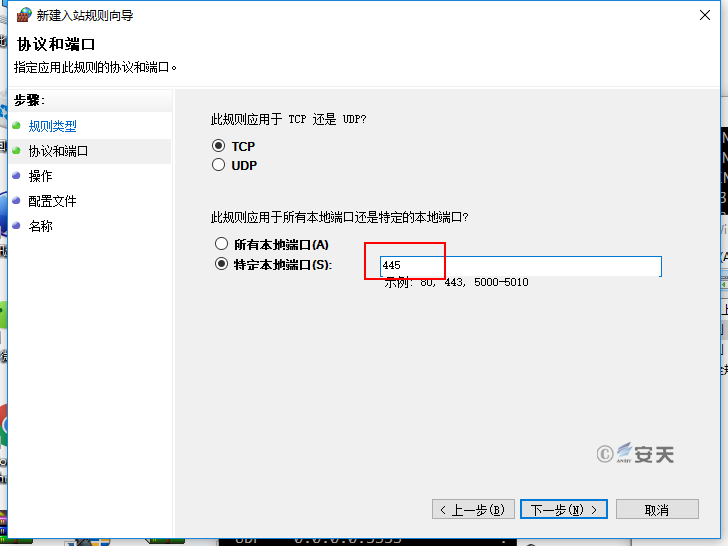 新建入站规则向导
协议和端口
指定应用此规则的协议和端口。
步骤:
规则类型
协议和端口
操作
配置文件
名称
此规则应用于 TCP 还是 UDP?
TCP
UDP
此规则应用于所有本地端口还是特定的本地端口?
所有本地端口(A)
特定本地端口(S):
445
示例: 80, 443, 5000-5010
© ANTIY 安天
< 上一步(B)
下一步(N) >
取消